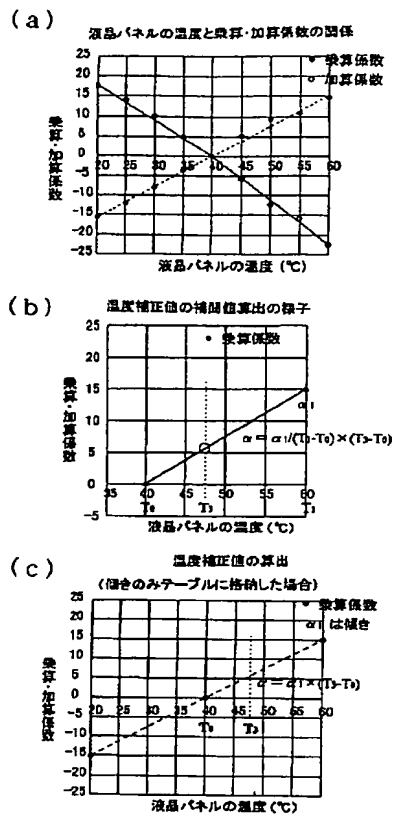 (a)
液晶パネルの温度と乗算・加算係数の関係
乗算係数
加算係数
乗算・加算係数
25
20
15
10
5
0
-5
-10
-15
-20
-25
20 25 30 35 40 45 50 55 60
液晶パネルの温度(℃)
(b)
温度補正値の補間値算出の様子
乗算係数
乗算・加算係数
25
20
15
10
5
0
-5
α1
α=α1/(T1-T0)×(T3-T0)
35 40 45 50 55 60
T0 T3 T1
液晶パネルの温度(℃)
(c)
温度補正値の算出
(傾きのみテーブルに格納した場合)
乗算係数
α1は傾き
乗算・加算係数
25
20
15
10
5
0
-5
-10
-15
-20
-25
α=α1×(T3-T0)
20 25 30 35 40 45 50 55 60
T0 T3
液晶パネルの温度(℃)